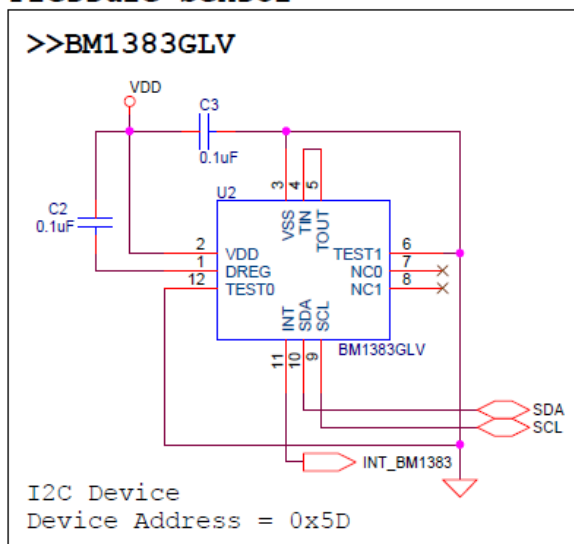 >>BM1383GLV
VDD
C3
0.1uF
C2
0.1uF
U2
3
4
5
VSS
TIN
TOUT
2
VDD
1
DREG
12
TEST0
TEST1
6
NC0
7
NC1
8
INT
SDA
SCL
BM1383GLV
11
10
9
SDA
SCL
INT_BM1383
I2C Device
Device Address = 0x5D